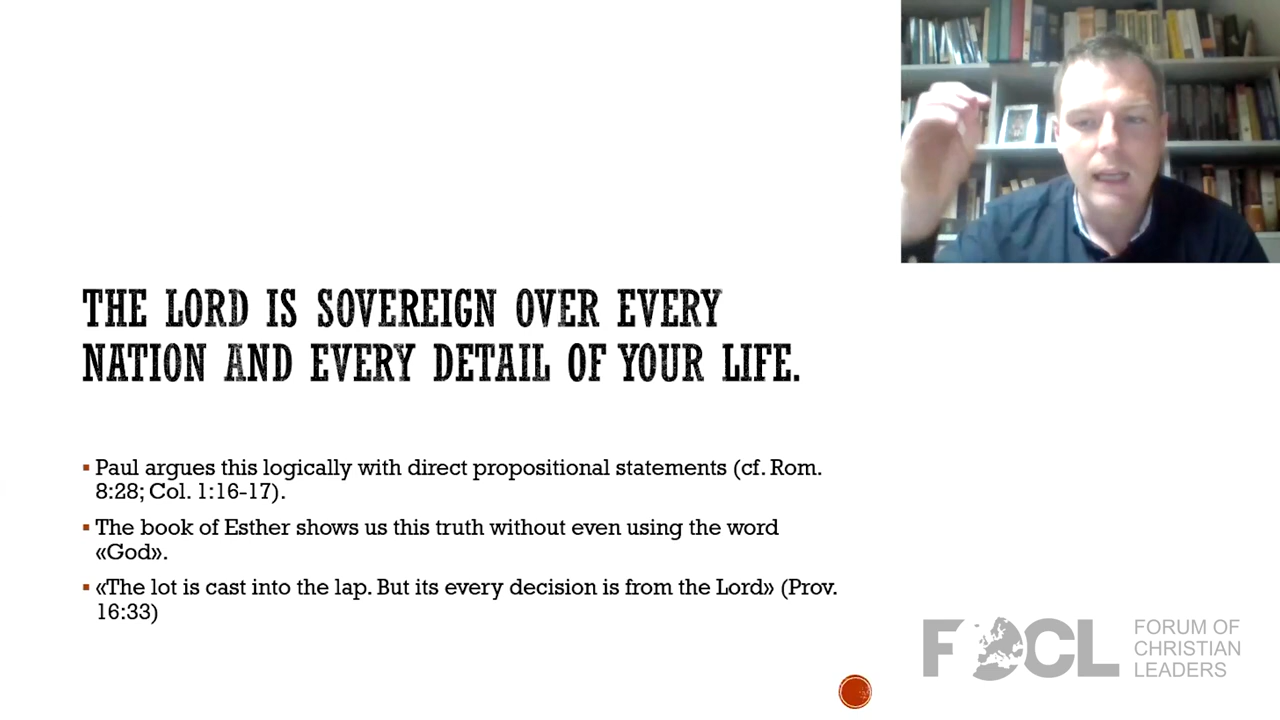 THE LORD IS SOVEREIGN OVER EVERY
NATION AND EVERY DETAIL OF YOUR LIFE.
▪ Paul argues this logically with direct propositional statements (cf. Rom.
8:28; Col. 1:16-17).
▪ The book of Esther shows us this truth without even using the word
«God».
▪ «The lot is cast into the lap. But its every decision is from the Lord» (Prov.
16:33)
FOCL
FORUM OF
CHRISTIAN
LEADERS